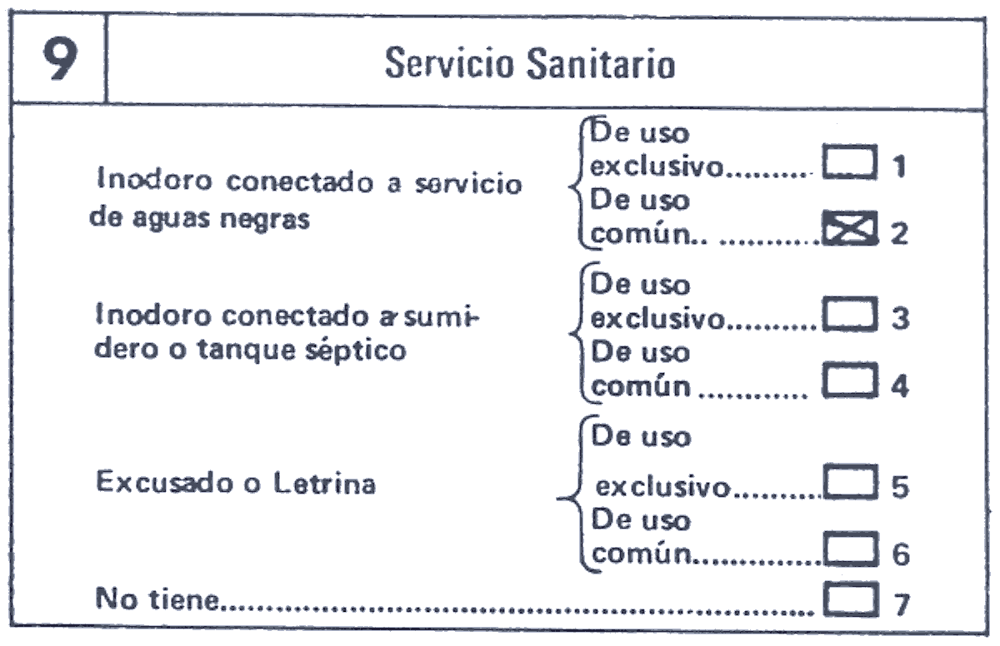 9 Servicio Sanitario
De uso
Inodoro conectado a servicio exclusivo.......... 1
de aguas negras De uso
común.. ........... 2
De uso
Inodoro conectado a sumi- exclusivo.......... 3
dero o tanque séptico De uso
común ........... 4
De uso
Excusado o Letrina exclusivo.......... 5
De uso
común.............. 6
No tiene............................................................. 7